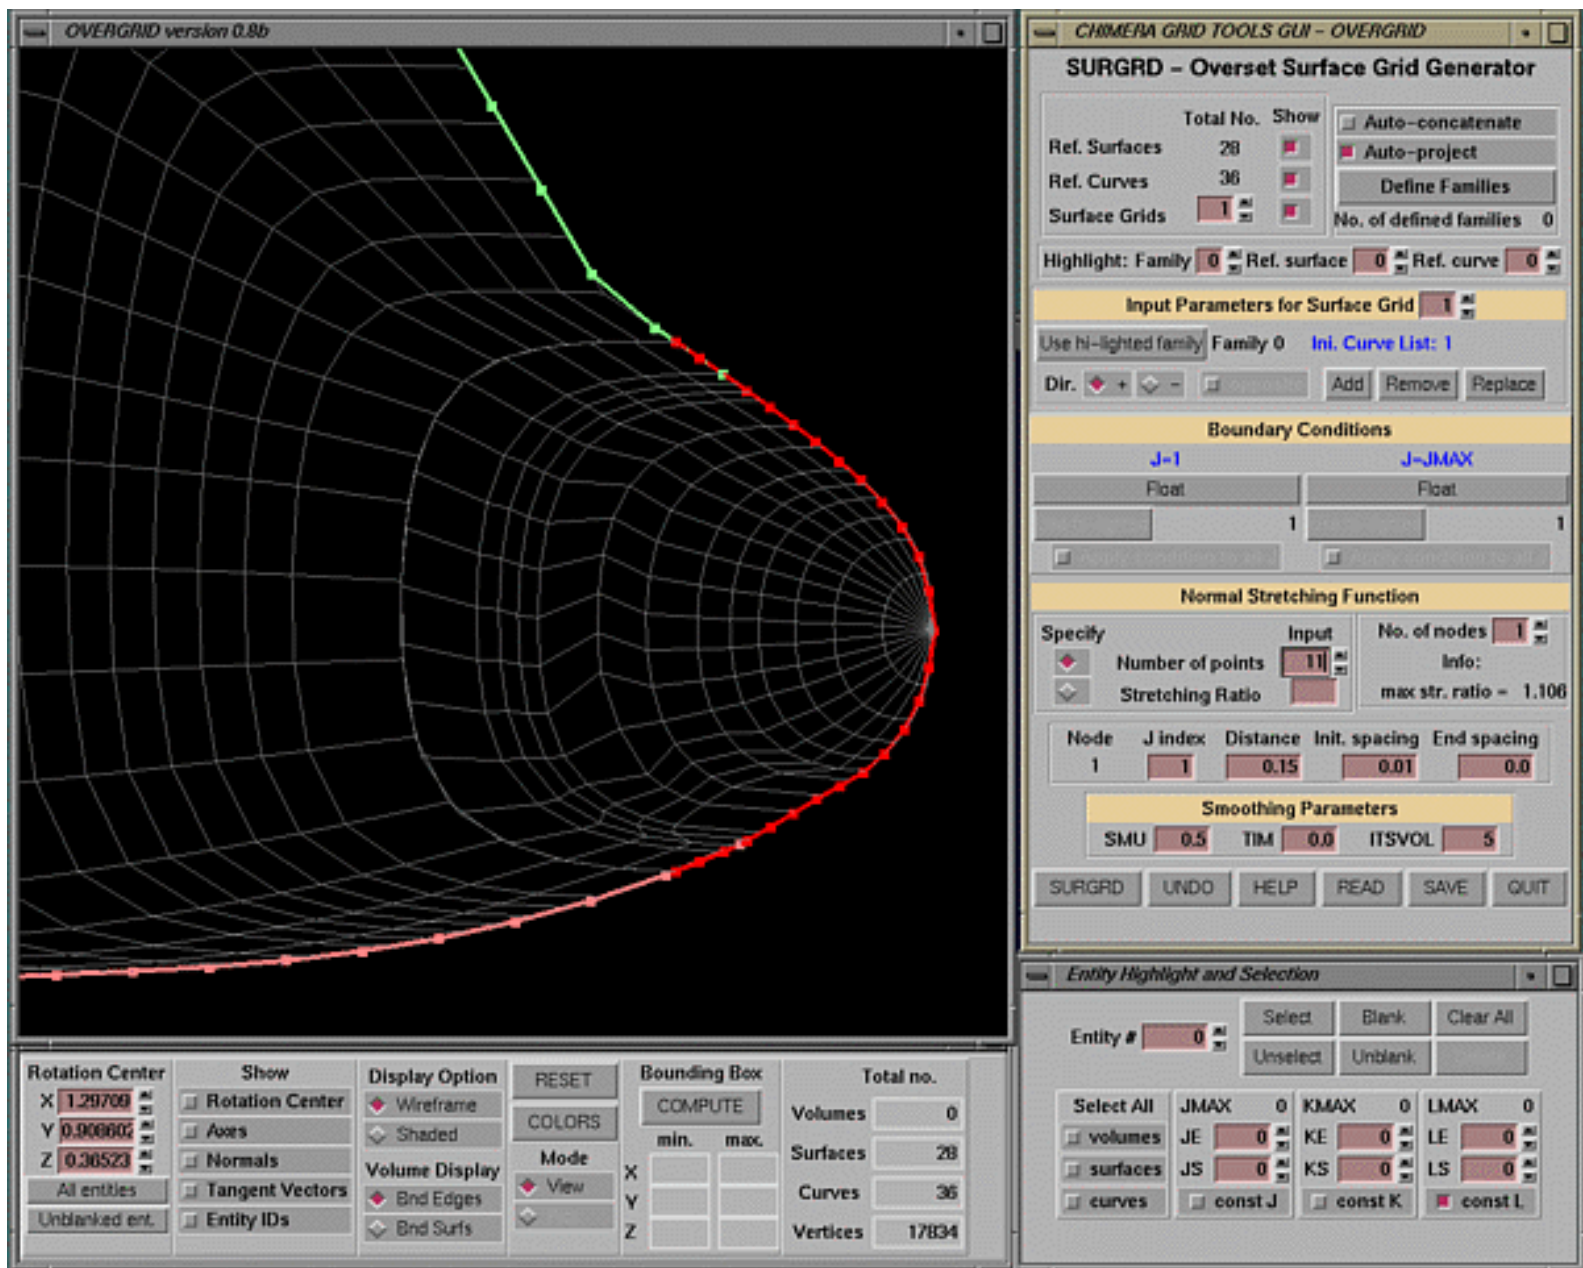 OVERGRID version 0.8b
CHIMERA GRID TOOLS GUI - OVERGRID
SURGRD - Overset Surface Grid Generator
Total No. Show
Ref. Surfaces 28
Ref. Curves 36
Surface Grids 1
Auto-concatenate
Auto-project
Define Families
No. of defined families 0
Highlight: Family 0 Ref. surface 0 Ref. curve 0
Input Parameters for Surface Grid 1
Use hi-lighted family Family 0 Ini. Curve List: 1
Dir. + - Add Remove Replace
Boundary Conditions
J=1 J=JMAX
Float Float
1 1
Normal Stretching Function
Specify Input
Number of points 11
Stretching Ratio
No. of nodes 1
Info:
max str. ratio = 1.106
Node J index Distance Init. spacing End spacing
1 1 0.15 0.01 0.0
Smoothing Parameters
SMU 0.5 TIM 0.0 ITSVOL 5
SURGRD UNDO HELP READ SAVE QUIT
Entity Highlight and Selection
Entity # 0
Select Blank Clear All
Unselect Unblank
Select All JMAX 0 KMAX 0 LMAX 0
volumes JE 0 KE 0 LE 0
surfaces JS 0 KS 0 LS 0
curves const J const K const L
Rotation Center
X 1.29709
Y 0.908602
Z 0.36523
All entities
Unblanked ent.
Show
Rotation Center
Axes
Normals
Tangent Vectors
Entity IDs
Display Option
Wireframe
Shaded
Volume Display
Bnd Edges
Bnd Surfs
RESET
COLORS
Mode
View
Bounding Box
COMPUTE
min. max.
X
Y
Z
Total no.
Volumes 0
Surfaces 28
Curves 36
Vertices 17834